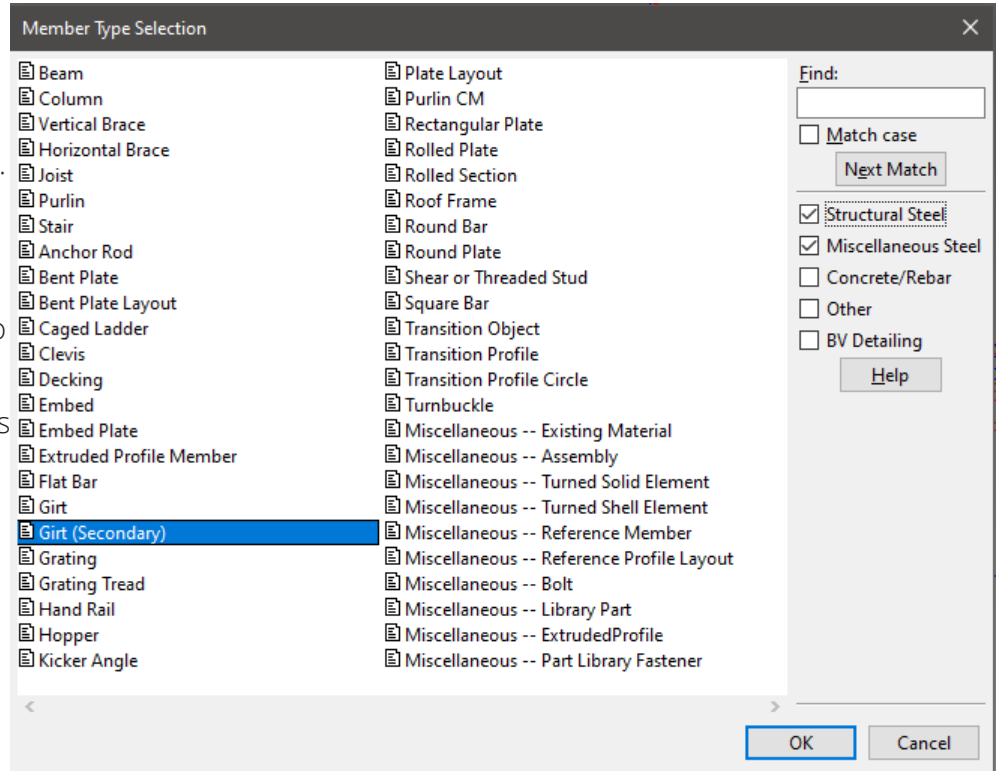 Member Type Selection
Beam
Column
Vertical Brace
Horizontal Brace
Joist
Purlin
Stair
Anchor Rod
Bent Plate
Bent Plate Layout
Caged Ladder
Clevis
Decking
Embed
Embed Plate
Extruded Profile Member
Flat Bar
Girt
Girt (Secondary)
Grating
Grating Tread
Hand Rail
Hopper
Kicker Angle
Plate Layout
Purlin CM
Rectangular Plate
Rolled Plate
Rolled Section
Roof Frame
Round Bar
Round Plate
Shear or Threaded Stud
Square Bar
Transition Object
Transition Profile
Transition Profile Circle
Turnbuckle
Miscellaneous -- Existing Material
Miscellaneous -- Assembly
Miscellaneous -- Turned Solid Element
Miscellaneous -- Turned Shell Element
Miscellaneous -- Reference Member
Miscellaneous -- Reference Profile Layout
Miscellaneous -- Bolt
Miscellaneous -- Library Part
Miscellaneous -- ExtrudedProfile
Miscellaneous -- Part Library Fastener
Find:
Match case
Next Match
Structural Steel
Miscellaneous Steel
Concrete/Rebar
Other
BV Detailing
Help
OK
Cancel